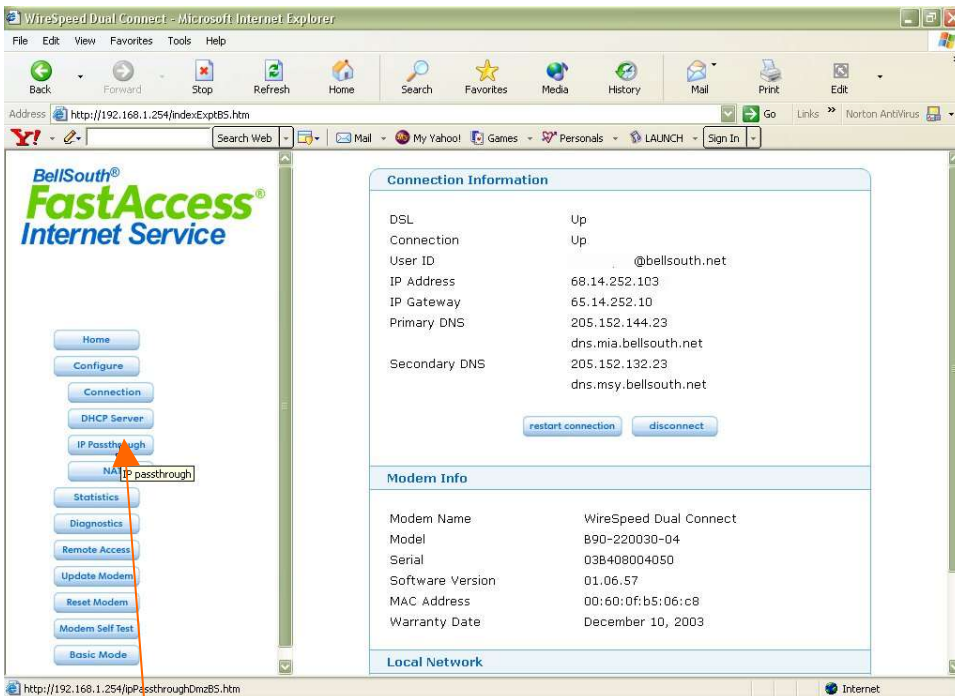 WireSpeed Dual Connect - Microsoft Internet Explorer
File Edit View Favorites Tools Help
Back Forward Stop Refresh Home Search Favorites Media History Mail Print Edit
Address http://192.168.1.254/indexExptBS.htm Go Links » Norton AntiVirus
Y! Search Web Mail My Yahoo! Games Personals LAUNCH Sign In
BellSouth®
FastAccess®
Internet Service
Home
Configure
Connection
DHCP Server
IP Passthrough
IP passthrough
Statistics
Diagnostics
Remote Access
Update Modem
Reset Modem
Modem Self Test
Basic Mode
Connection Information
DSL Up
Connection Up
User ID @bellsouth.net
IP Address 68.14.252.103
IP Gateway 65.14.252.10
Primary DNS 205.152.144.23
dns.mia.bellsouth.net
Secondary DNS 205.152.132.23
dns.msy.bellsouth.net
restart connection disconnect
Modem Info
Modem Name WireSpeed Dual Connect
Model B90-220030-04
Serial 03B408004050
Software Version 01.06.57
MAC Address 00:60:0f:b5:06:c8
Warranty Date December 10, 2003
Local Network
http://192.168.1.254/ipPassthroughDmzBS.htm Internet